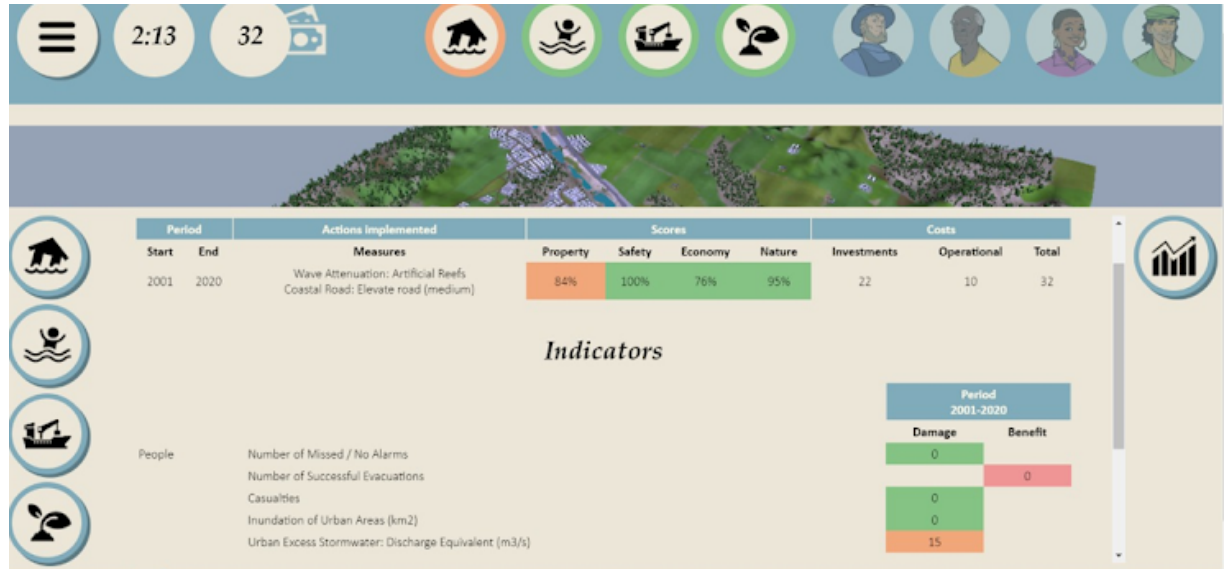 2:13 32
Period Actions implemented Scores Costs
Start End Measures Property Safety Economy Nature Investments Operational Total
2001 2020 Wave Attenuation: Artificial Reefs 84% 100% 76% 95% 22 10 32
Coastal Road: Elevate road (medium)
Indicators
Period
2001-2020
Damage Benefit
People Number of Missed / No Alarms 0
Number of Successful Evacuations 0
Casualties 0
Inundation of Urban Areas (km2) 0
Urban Excess Stormwater: Discharge Equivalent (m3/s) 15